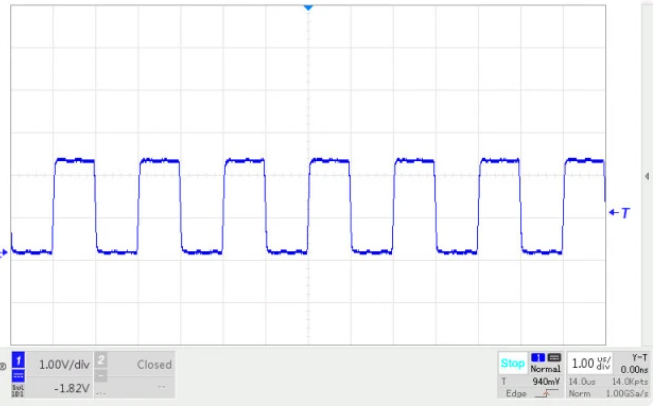 T
1
1.00V/div
2
Closed
-1.82V
...
--
Stop
1
Normal
1.00 us/div
Y-T
0.00ns
T
940mV
14.0us
14.0Kpts
Edge
Norm
1.00GSa/s